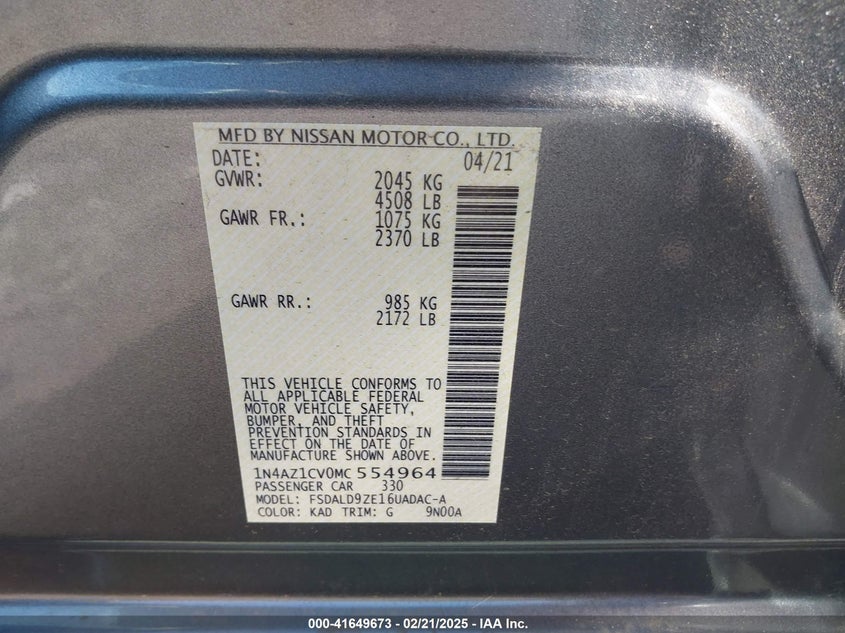 MFD BY NISSAN MOTOR CO., LTD.
DATE: 04/21
GVWR: 2045 KG
4508 LB
GAWR FR.: 1075 KG
2370 LB
GAWR RR.: 985 KG
2172 LB
THIS VEHICLE CONFORMS TO
ALL APPLICABLE FEDERAL
MOTOR VEHICLE SAFETY,
BUMPER, AND THEFT
PREVENTION STANDARDS IN
EFFECT ON THE DATE OF
MANUFACTURE SHOWN ABOVE.
1N4AZ1CV0MC 554964
PASSENGER CAR 330
MODEL: FSDALD9ZE16UADAC-A
COLOR: KAD TRIM: G 9N00A
000-41649673 - 02/21/2025 - IAA Inc.